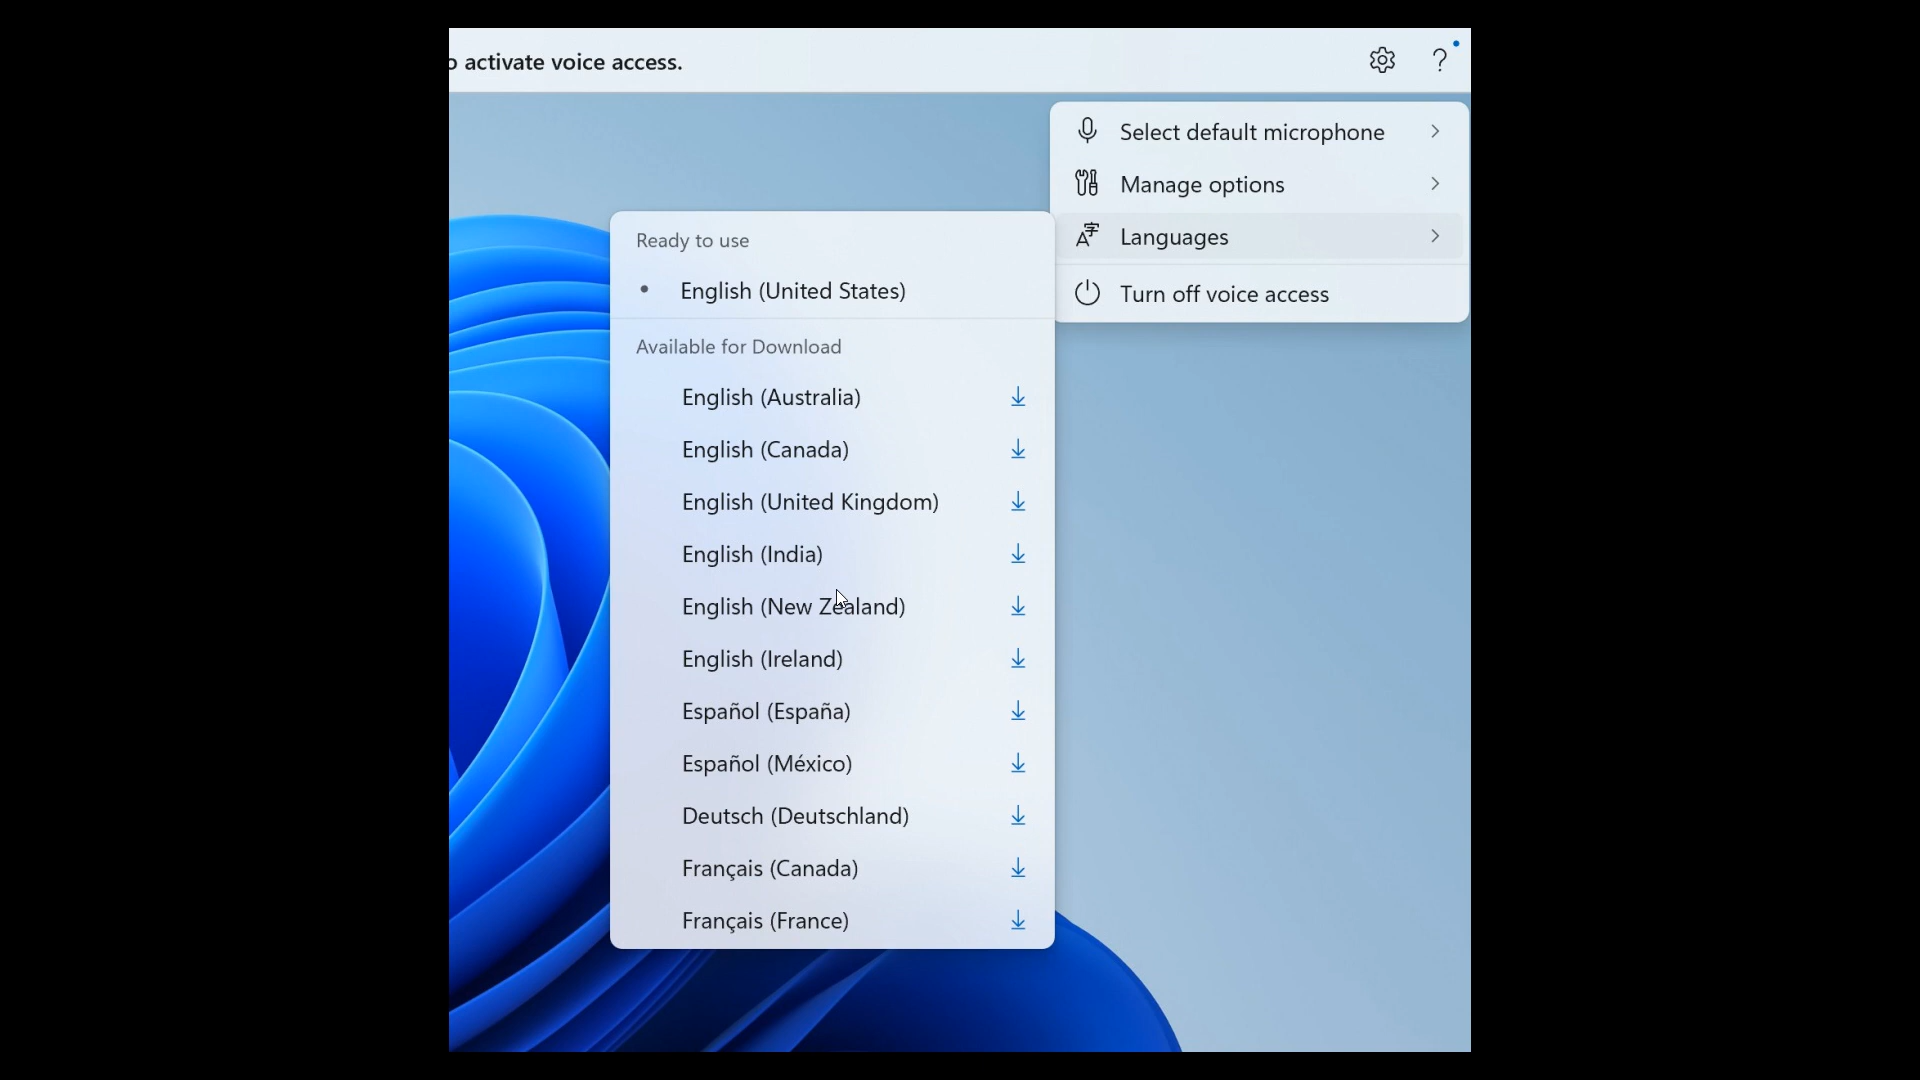 o activate voice access.
Select default microphone
Manage options
Languages
Turn off voice access
Ready to use
• English (United States)
Available for Download
English (Australia)
English (Canada)
English (United Kingdom)
English (India)
English (New Zealand)
English (Ireland)
Español (España)
Español (México)
Deutsch (Deutschland)
Français (Canada)
Français (France)